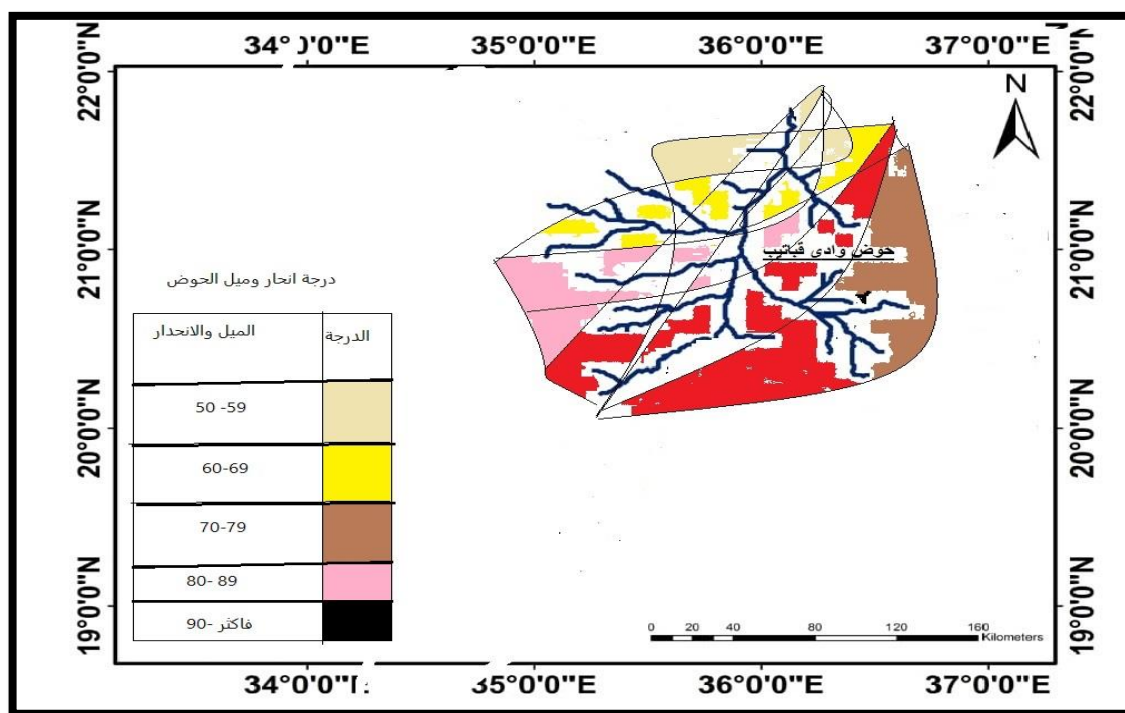 34°0'0"E 35°0'0"E 36°0'0"E 37°0'0"E
22°0'0"N
22°0'0"N
N
21°0'0"N
21°0'0"N
حوض وادى قباتيب
درجة انحار وميل الحوض
الميل والانحدار
الدرجة
50 -59
20°0'0"N
20°0'0"N
60-69
70-79
80- 89
فاكثر -90
19°0'0"N
19°0'0"N
0 20 40 80 120 160
Kilometers
34°0'0"E 35°0'0"E 36°0'0"E 37°0'0"E